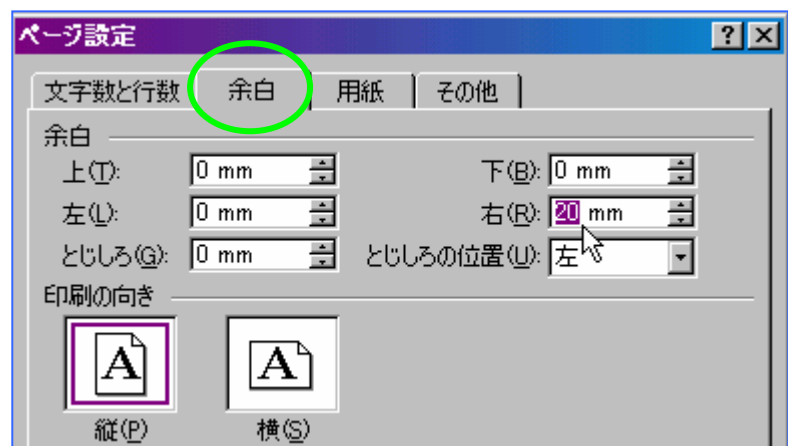 ページ設定
文字数と行数 余白 用紙 その他
余白
上(T): 0 mm 下(B): 0 mm
左(L): 0 mm 右(R): 20 mm
とじしろ(G): 0 mm とじしろの位置(U): 左
印刷の向き
A A
縦(P) 横(S)